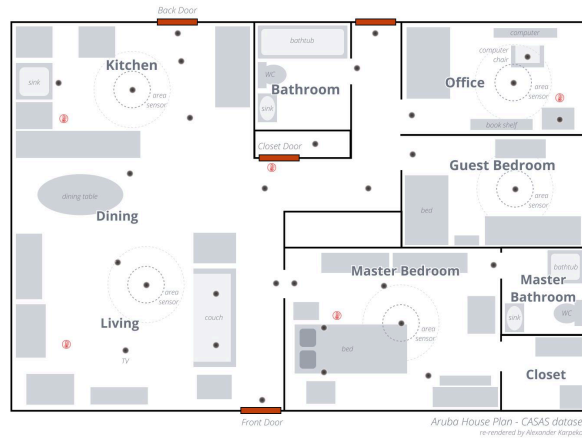 Back Door
Kitchen
sink
area
sensor
bathtub
WC
Bathroom
sink
Closet Door
computer
computer
chair
Office
area
sensor
book shelf
Guest Bedroom
bed
area
sensor
dining table
Dining
area
sensor
Living
couch
TV
Master Bedroom
area
sensor
bed
bathtub
Master
Bathroom
sink
WC
Closet
Front Door
Aruba House Plan - CASAS datase
re-rendered by Alexander Karpeko